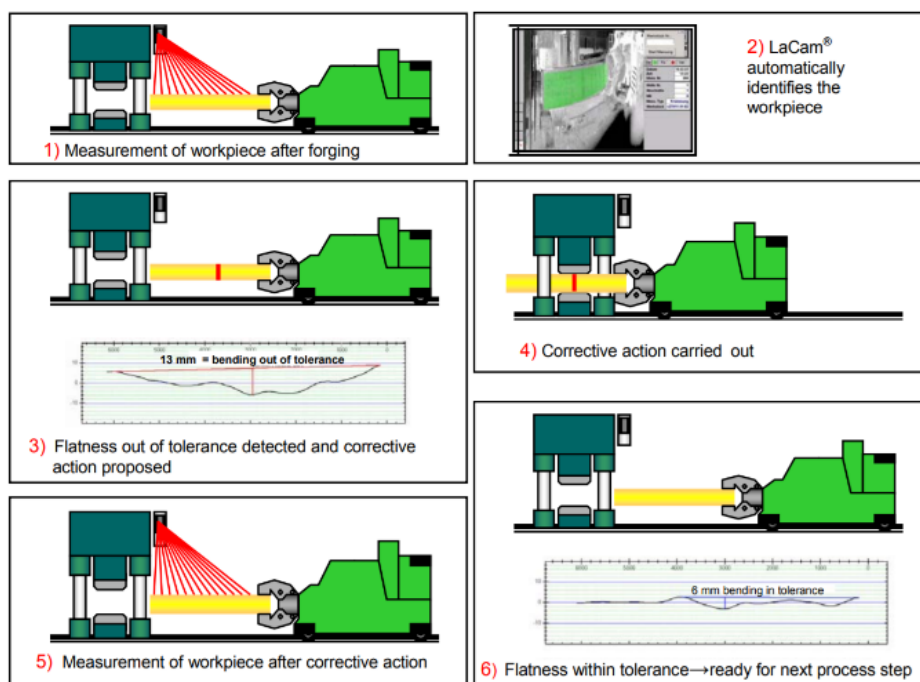 1) Measurement of workpiece after forging
2) LaCam®
automatically
identifies the
workpiece
13 mm = bending out of tolerance
3) Flatness out of tolerance detected and corrective
action proposed
4) Corrective action carried out
5) Measurement of workpiece after corrective action
6 mm bending in tolerance
6) Flatness within tolerance→ready for next process step